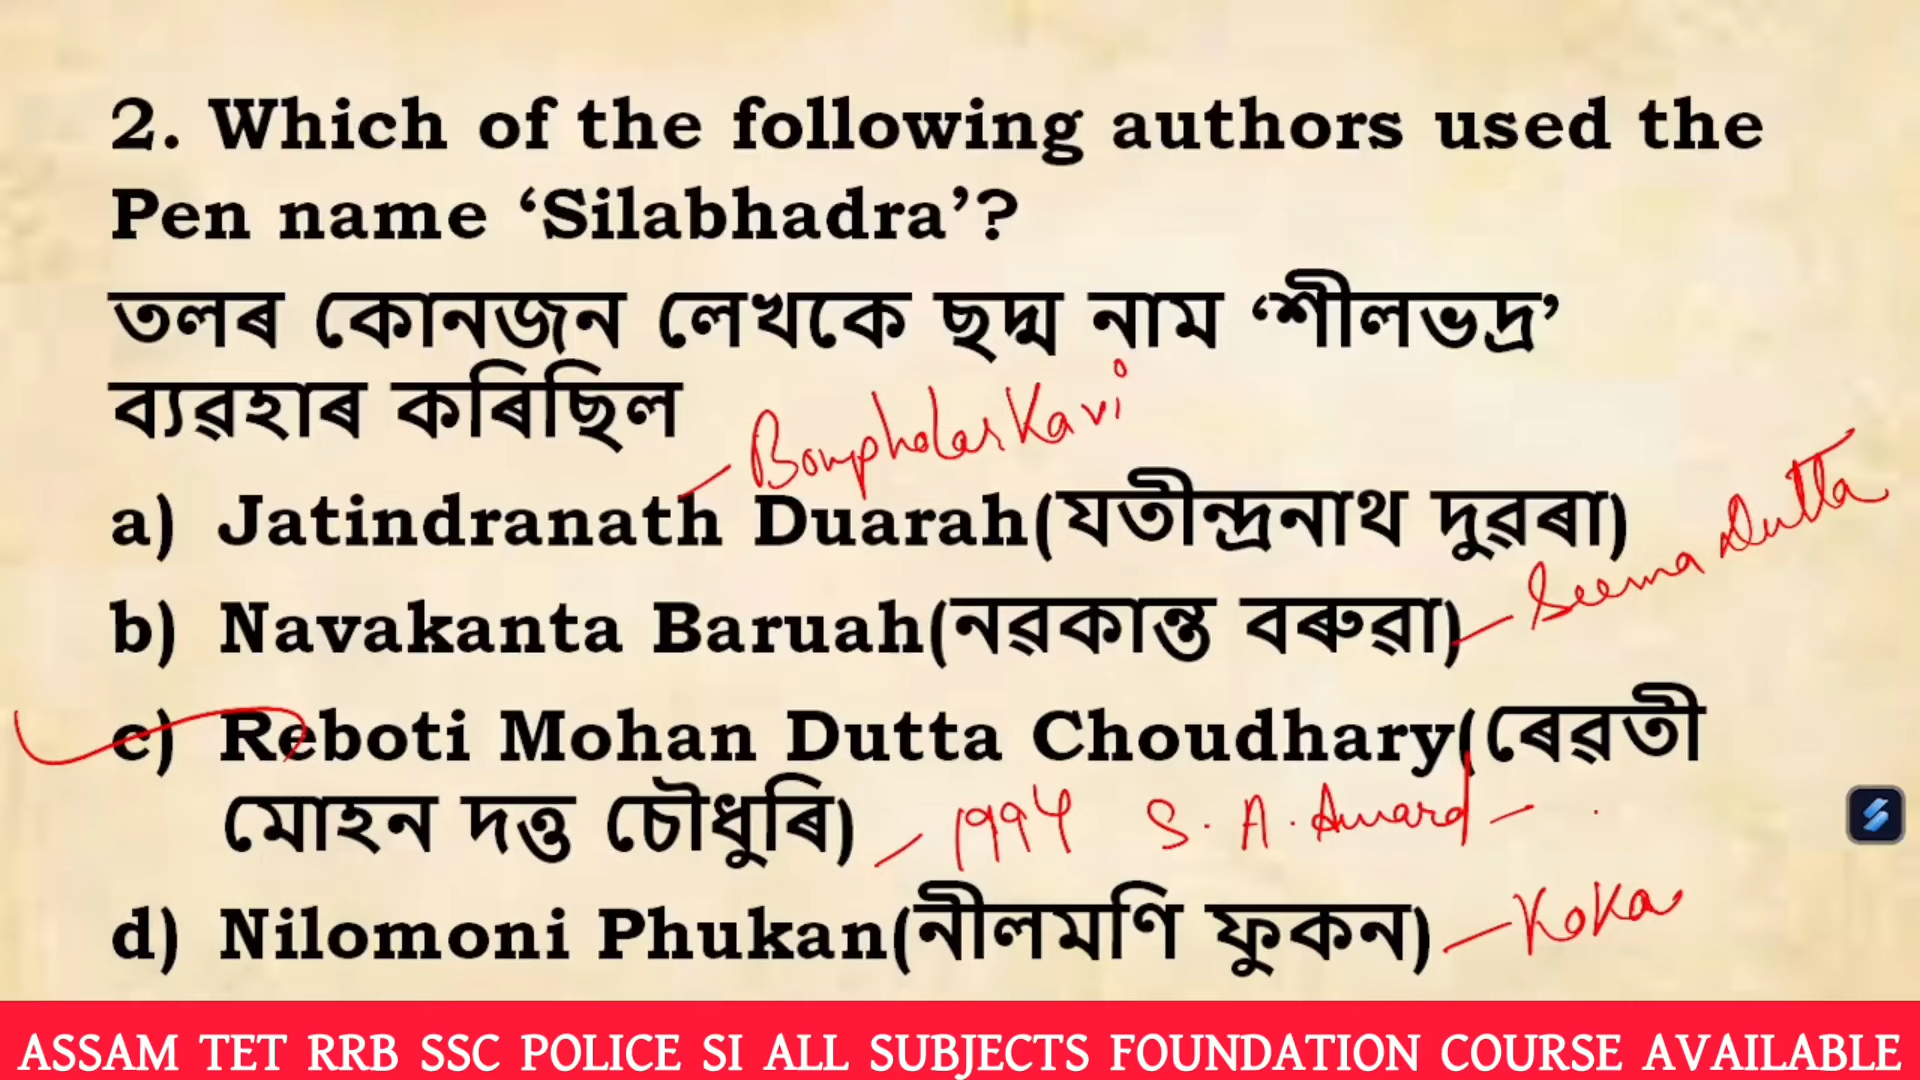 2. Which of the following authors used the
Pen name ‘Silabhadra’?
তলৰ কোনজন লেখকে ছদ্ম নাম ‘শীলভদ্ৰ’
ব্যৱহাৰ কৰিছিল
– Bonpholar Kavi
a) Jatindranath Duarah(যতীন্দ্ৰনাথ দুৱৰা)
b) Navakanta Baruah(নৱকান্ত বৰুৱা) – Seema Dutta
c) Reboti Mohan Dutta Choudhary(ৰেৱতী
মোহন দত্ত চৌধুৰি) – 1994 S. A. Award –
d) Nilomoni Phukan(নীলমণি ফুকন) – Koka
ASSAM TET RRB SSC POLICE SI ALL SUBJECTS FOUNDATION COURSE AVAILABLE